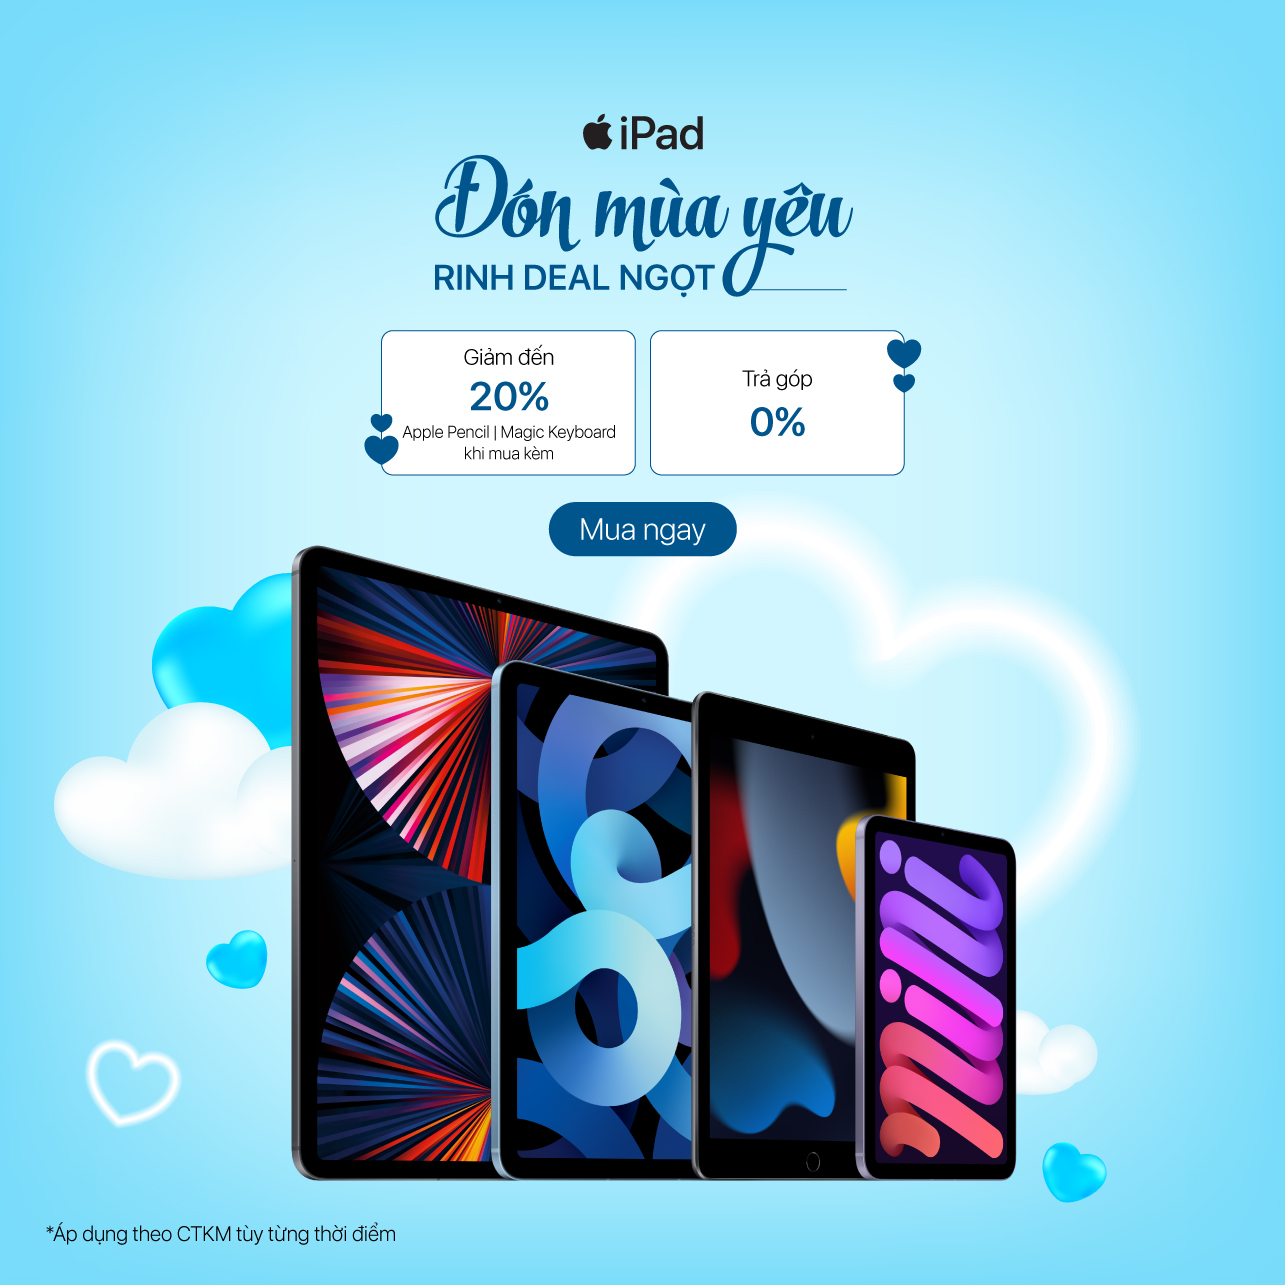 iPad
Đón mùa yêu
RINH DEAL NGỌT
Giảm đến
20%
Apple Pencil | Magic Keyboard
khi mua kèm
Trả góp
0%
Mua ngay
mini
*Áp dụng theo CTKM tùy từng thời điểm